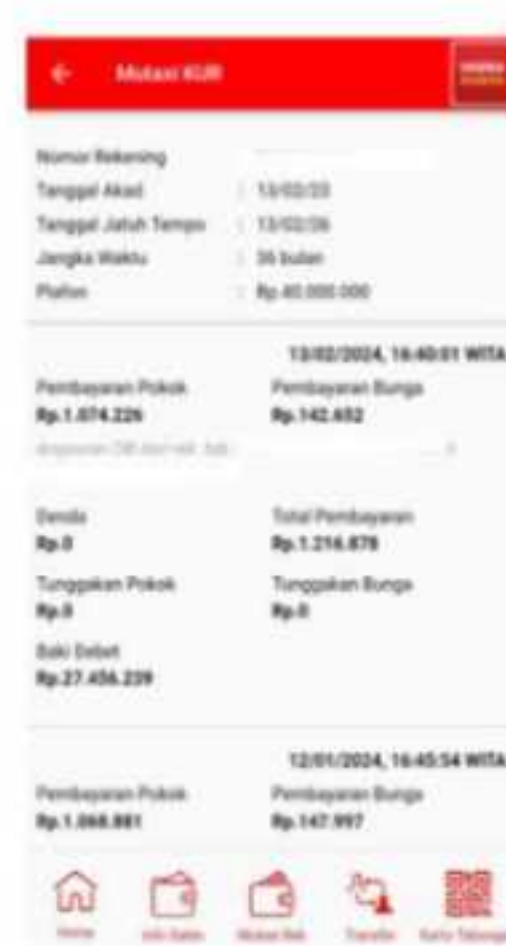 Mutasi KUR
Nomor Rekening
Tanggal Akad : 13/02/23
Tanggal Jatuh Tempo : 13/02/26
Jangka Waktu : 36 bulan
Plafon : Rp.40.000.000
13/02/2024, 16:40:01 WITA
Pembayaran Pokok Pembayaran Bunga
Rp.1.074.226 Rp.142.652
Denda Total Pembayaran
Rp.0 Rp.1.216.878
Tunggakan Pokok Tunggakan Bunga
Rp.0 Rp.0
Baki Debet
Rp.27.456.239
12/01/2024, 16:45:54 WITA
Pembayaran Pokok Pembayaran Bunga
Rp.1.068.881 Rp.147.997
Home Info Saldo Mutasi Rek Transfer